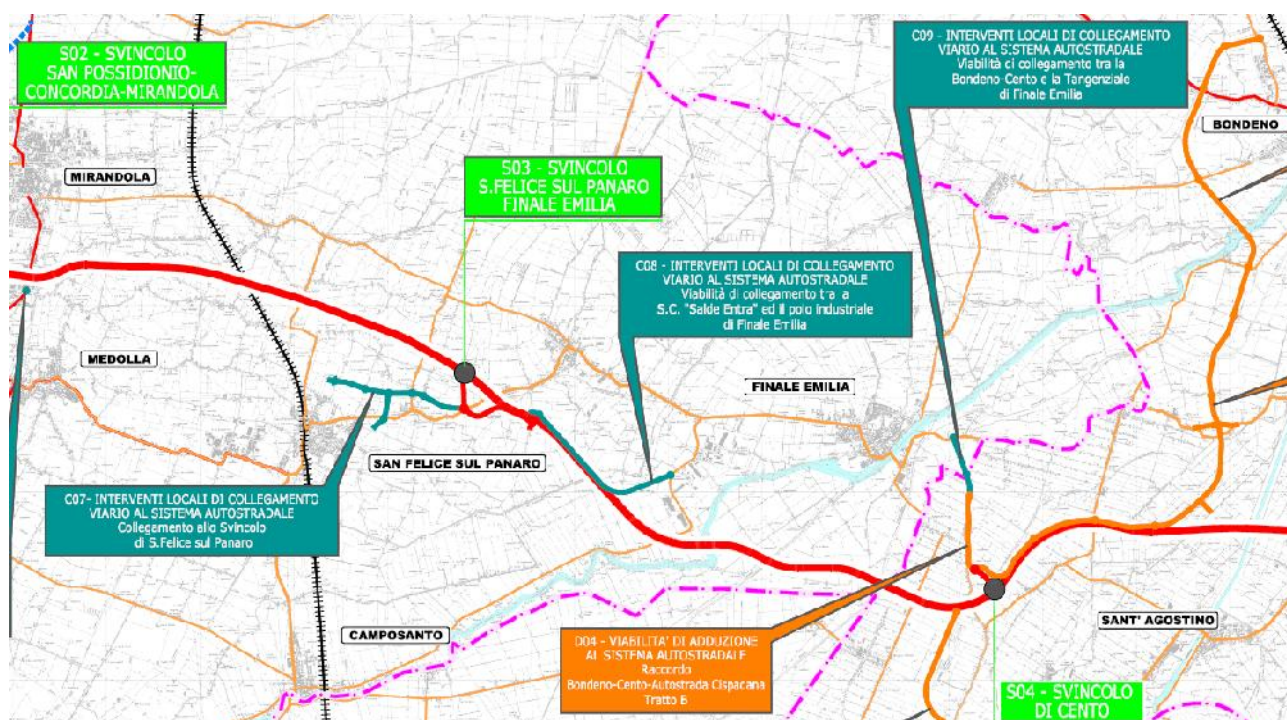 S02 - SVINCOLO
SAN POSSIDIONIO-
CONCORDIA-MIRANDOLA
C09 - INTERVENTI LOCALI DI COLLEGAMENTO
VIARIO AL SISTEMA AUTOSTRADALE
Viabilità di collegamento tra la
Bondeno-Cento e la Tangenziale
di Finale Emilia
BONDENO
MIRANDOLA
S03 - SVINCOLO
S.FELICE SUL PANARO
FINALE EMILIA
C08 - INTERVENTI LOCALI DI COLLEGAMENTO
VIARIO AL SISTEMA AUTOSTRADALE
Viabilità di collegamento tra la
S.C. "Salde Entra" ed il polo industriale
di Finale Emilia
MEDOLLA
FINALE EMILIA
SAN FELICE SUL PANARO
C07- INTERVENTI LOCALI DI COLLEGAMENTO
VIARIO AL SISTEMA AUTOSTRADALE
Collegamento allo Svincolo
di S.Felice sul Panaro
CAMPOSANTO
SANT' AGOSTINO
D04 - VIABILITA' DI ADDUZIONE
AL SISTEMA AUTOSTRADALE
Raccordo
Bondeno-Cento-Autostrada Cispadana
Tratto B
S04 - SVINCOLO
DI CENTO